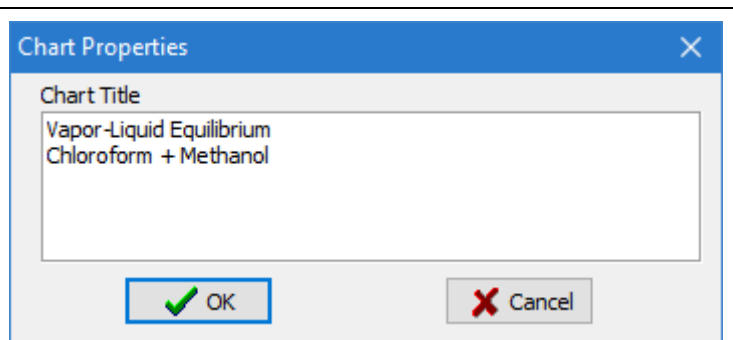 Chart Properties
Chart Title
Vapor-Liquid Equilibrium
Chloroform + Methanol
OK
Cancel